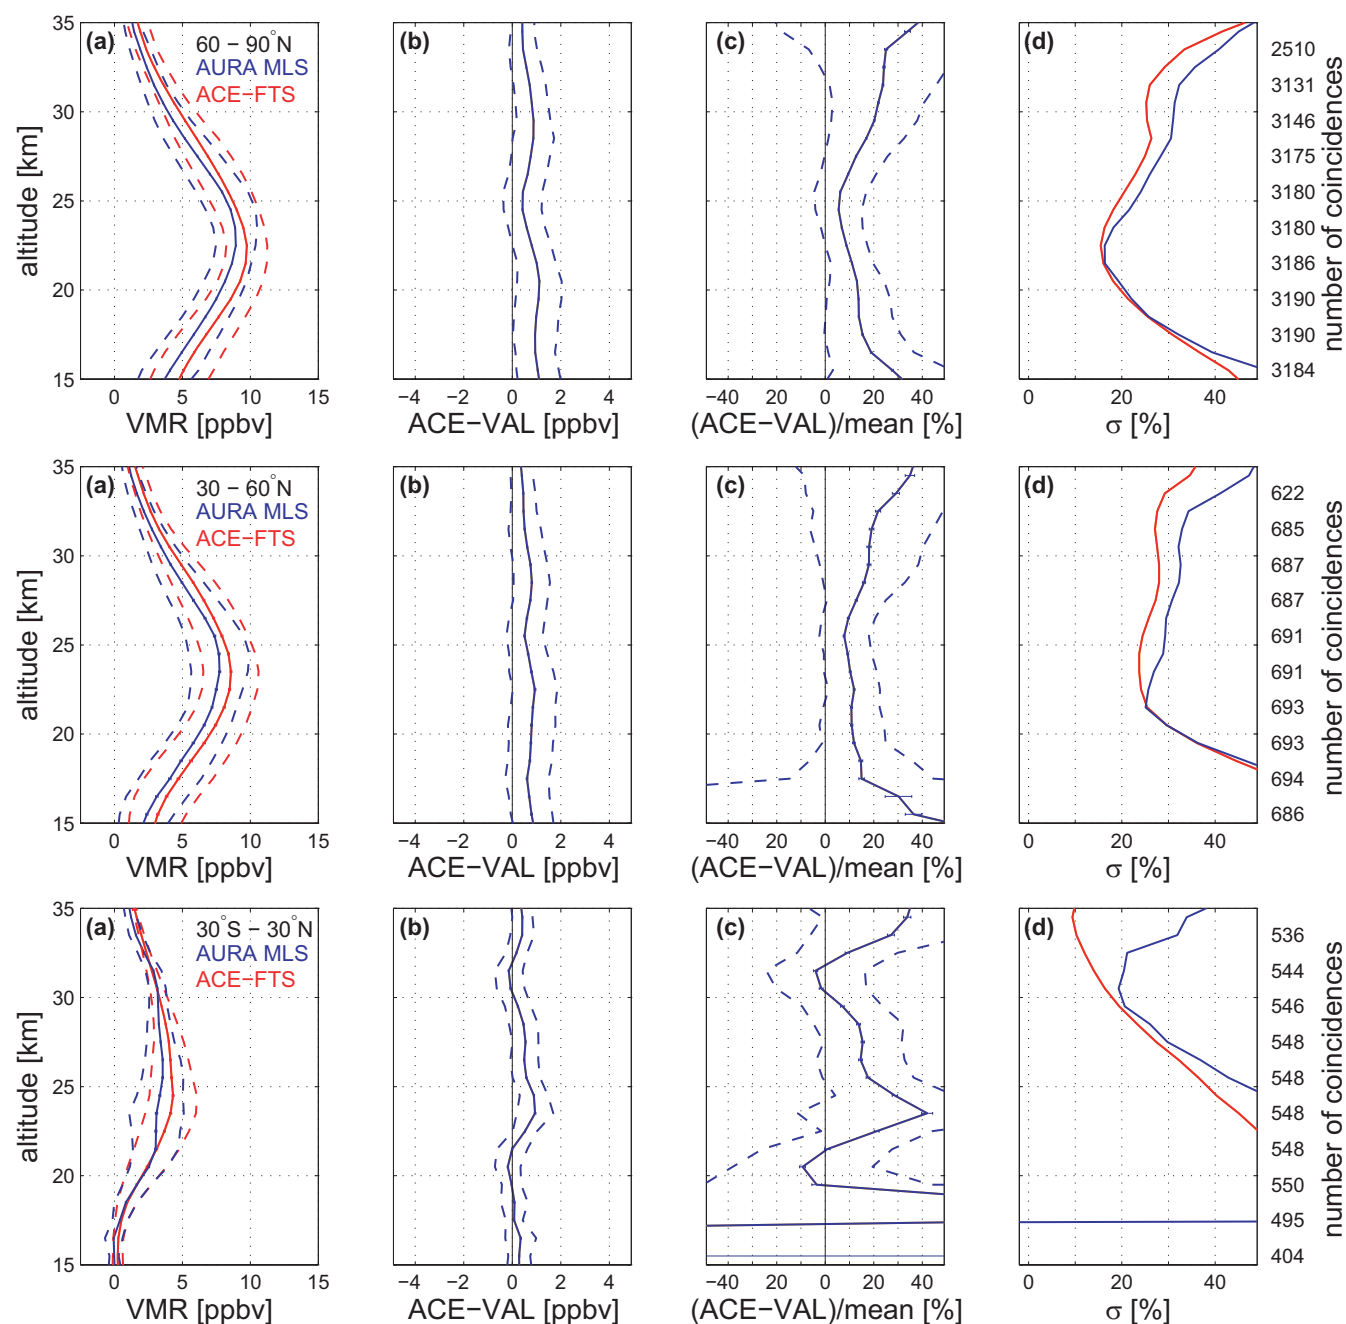 (a) 60 − 90°N
AURA MLS
ACE−FTS
35
30
25
20
15
altitude [km]
0 5 10 15
VMR [ppbv]
(b)
−4 −2 0 2 4
ACE−VAL [ppbv]
(c)
−40 −20 0 20 40
(ACE−VAL)/mean [%]
(d)
20 40
σ [%]
2510
3131
3146
3175
3180
3180
3186
3190
3190
3184
number of coincidences
(a) 30 − 60°N
AURA MLS
ACE−FTS
35
30
25
20
15
altitude [km]
0 5 10 15
VMR [ppbv]
(b)
−4 −2 0 2 4
ACE−VAL [ppbv]
(c)
−40 −20 0 20 40
(ACE−VAL)/mean [%]
(d)
20 40
σ [%]
622
685
687
687
691
691
693
693
694
686
number of coincidences
(a) 30°S − 30°N
AURA MLS
ACE−FTS
35
30
25
20
15
altitude [km]
0 5 10 15
VMR [ppbv]
(b)
−4 −2 0 2 4
ACE−VAL [ppbv]
(c)
−40 −20 0 20 40
(ACE−VAL)/mean [%]
(d)
20 40
σ [%]
536
544
546
548
548
548
548
550
495
404
number of coincidences